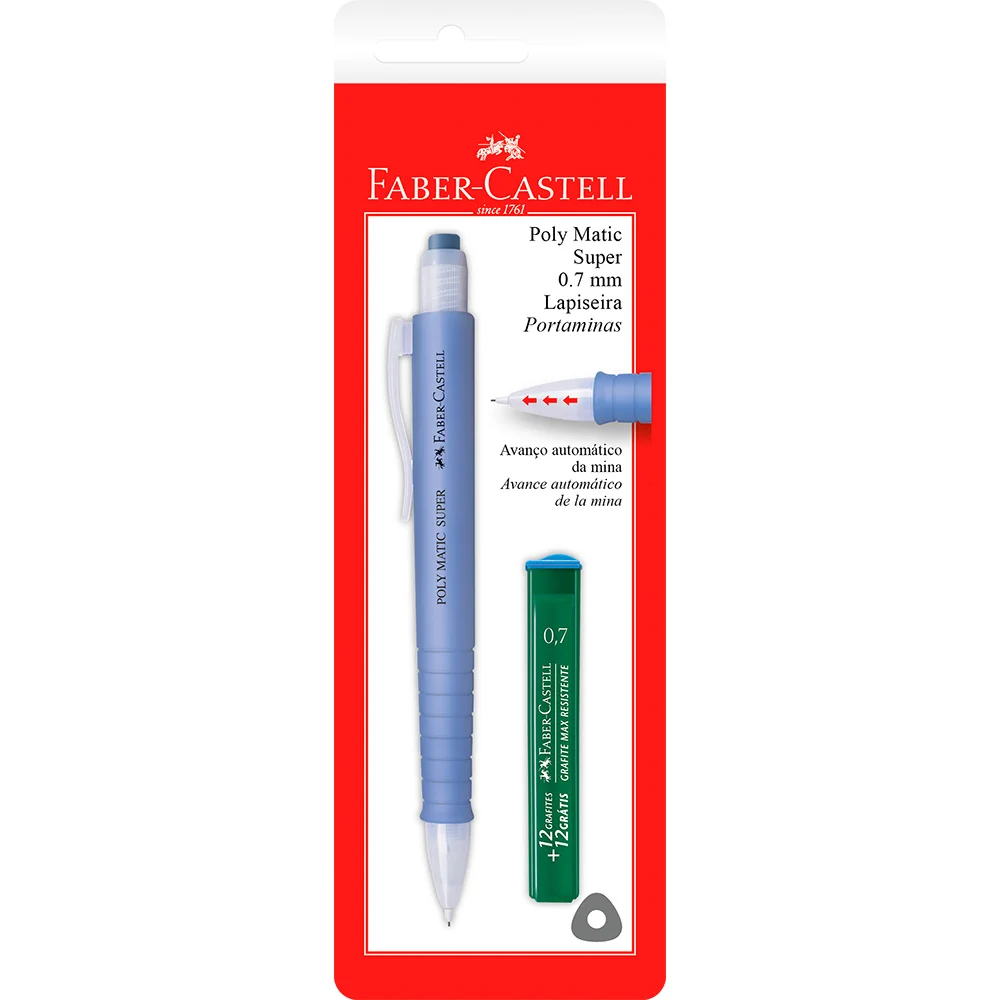 FABER-CASTELL
since 1761
Poly Matic
Super
0.7 mm
Lapiseira
Portaminas
POLY MATIC SUPER FABER-CASTELL
Avanço automático
da mina
Avance automático
de la mina
0,7
FABER-CASTELL
GRAFITE MAX RESISTENTE
12 GRAFITES
+12 GRÁTIS